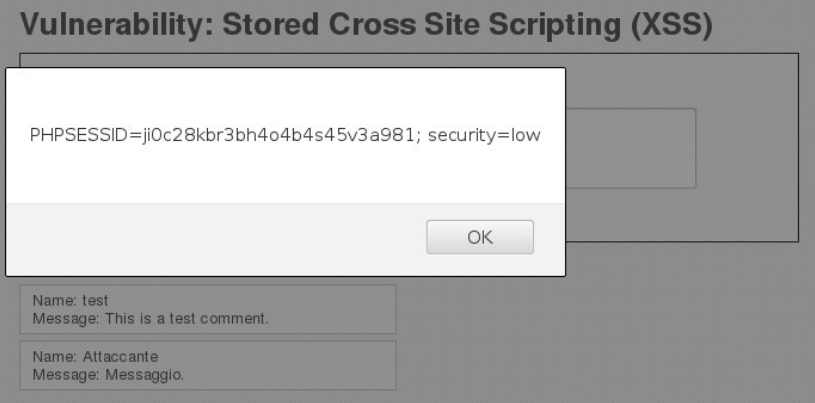 Vulnerability: Stored Cross Site Scripting (XSS)
PHPSESSID=ji0c28kbr3bh4o4b4s45v3a981; security=low
OK
Name: test
Message: This is a test comment.
Name: Attaccante
Message: Messaggio.